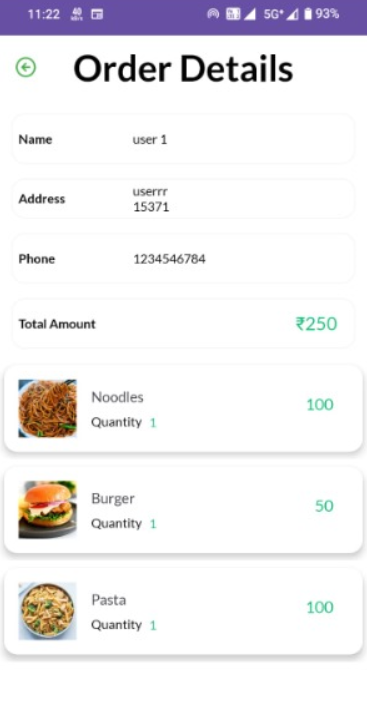 11:22 5G+ 93%
Order Details
Name user 1
Address userrr
15371
Phone 1234546784
Total Amount ₹250
Noodles 100
Quantity 1
Burger 50
Quantity 1
Pasta 100
Quantity 1